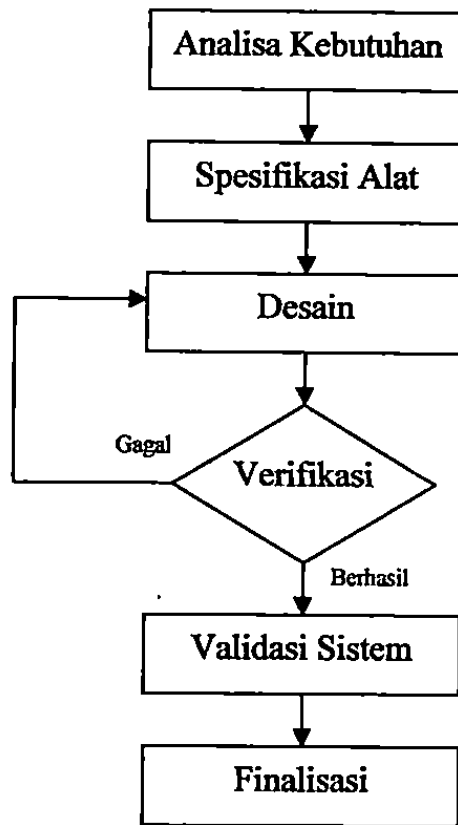 Analisa Kebutuhan
Spesifikasi Alat
Desain
Gagal
Verifikasi
Berhasil
Validasi Sistem
Finalisasi